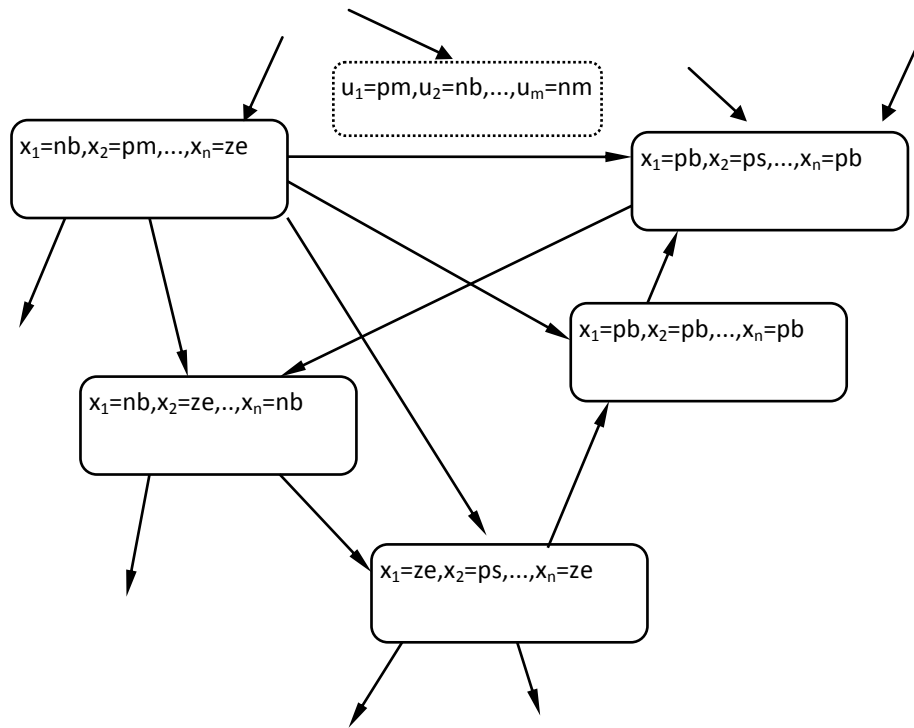 u₁=pm,u₂=nb,...,uₘ=nm
x₁=nb,x₂=pm,...,xₙ=ze
x₁=pb,x₂=ps,...,xₙ=pb
x₁=pb,x₂=pb,...,xₙ=pb
x₁=nb,x₂=ze,..,xₙ=nb
x₁=ze,x₂=ps,...,xₙ=ze